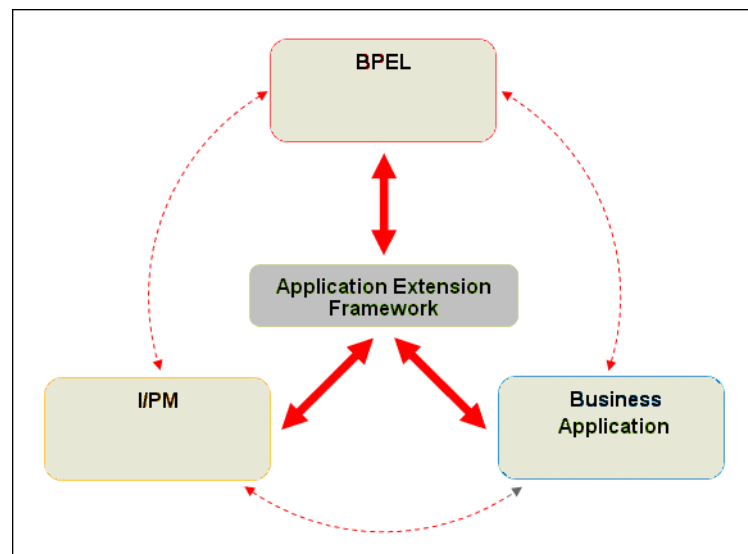 BPEL
Application Extension
Framework
I/PM
Business
Application